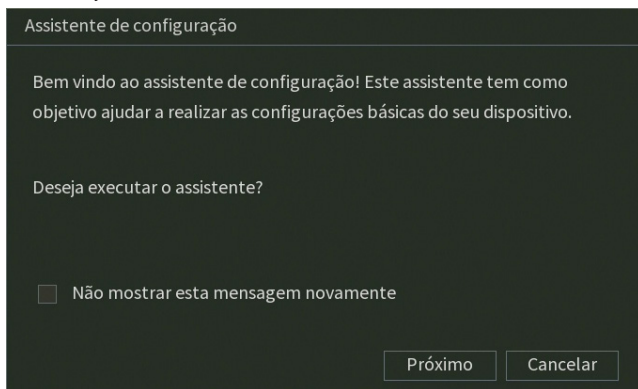 Assistente de configuração
Bem vindo ao assistente de configuração! Este assistente tem como
objetivo ajudar a realizar as configurações básicas do seu dispositivo.
Deseja executar o assistente?
Não mostrar esta mensagem novamente
Próximo
Cancelar